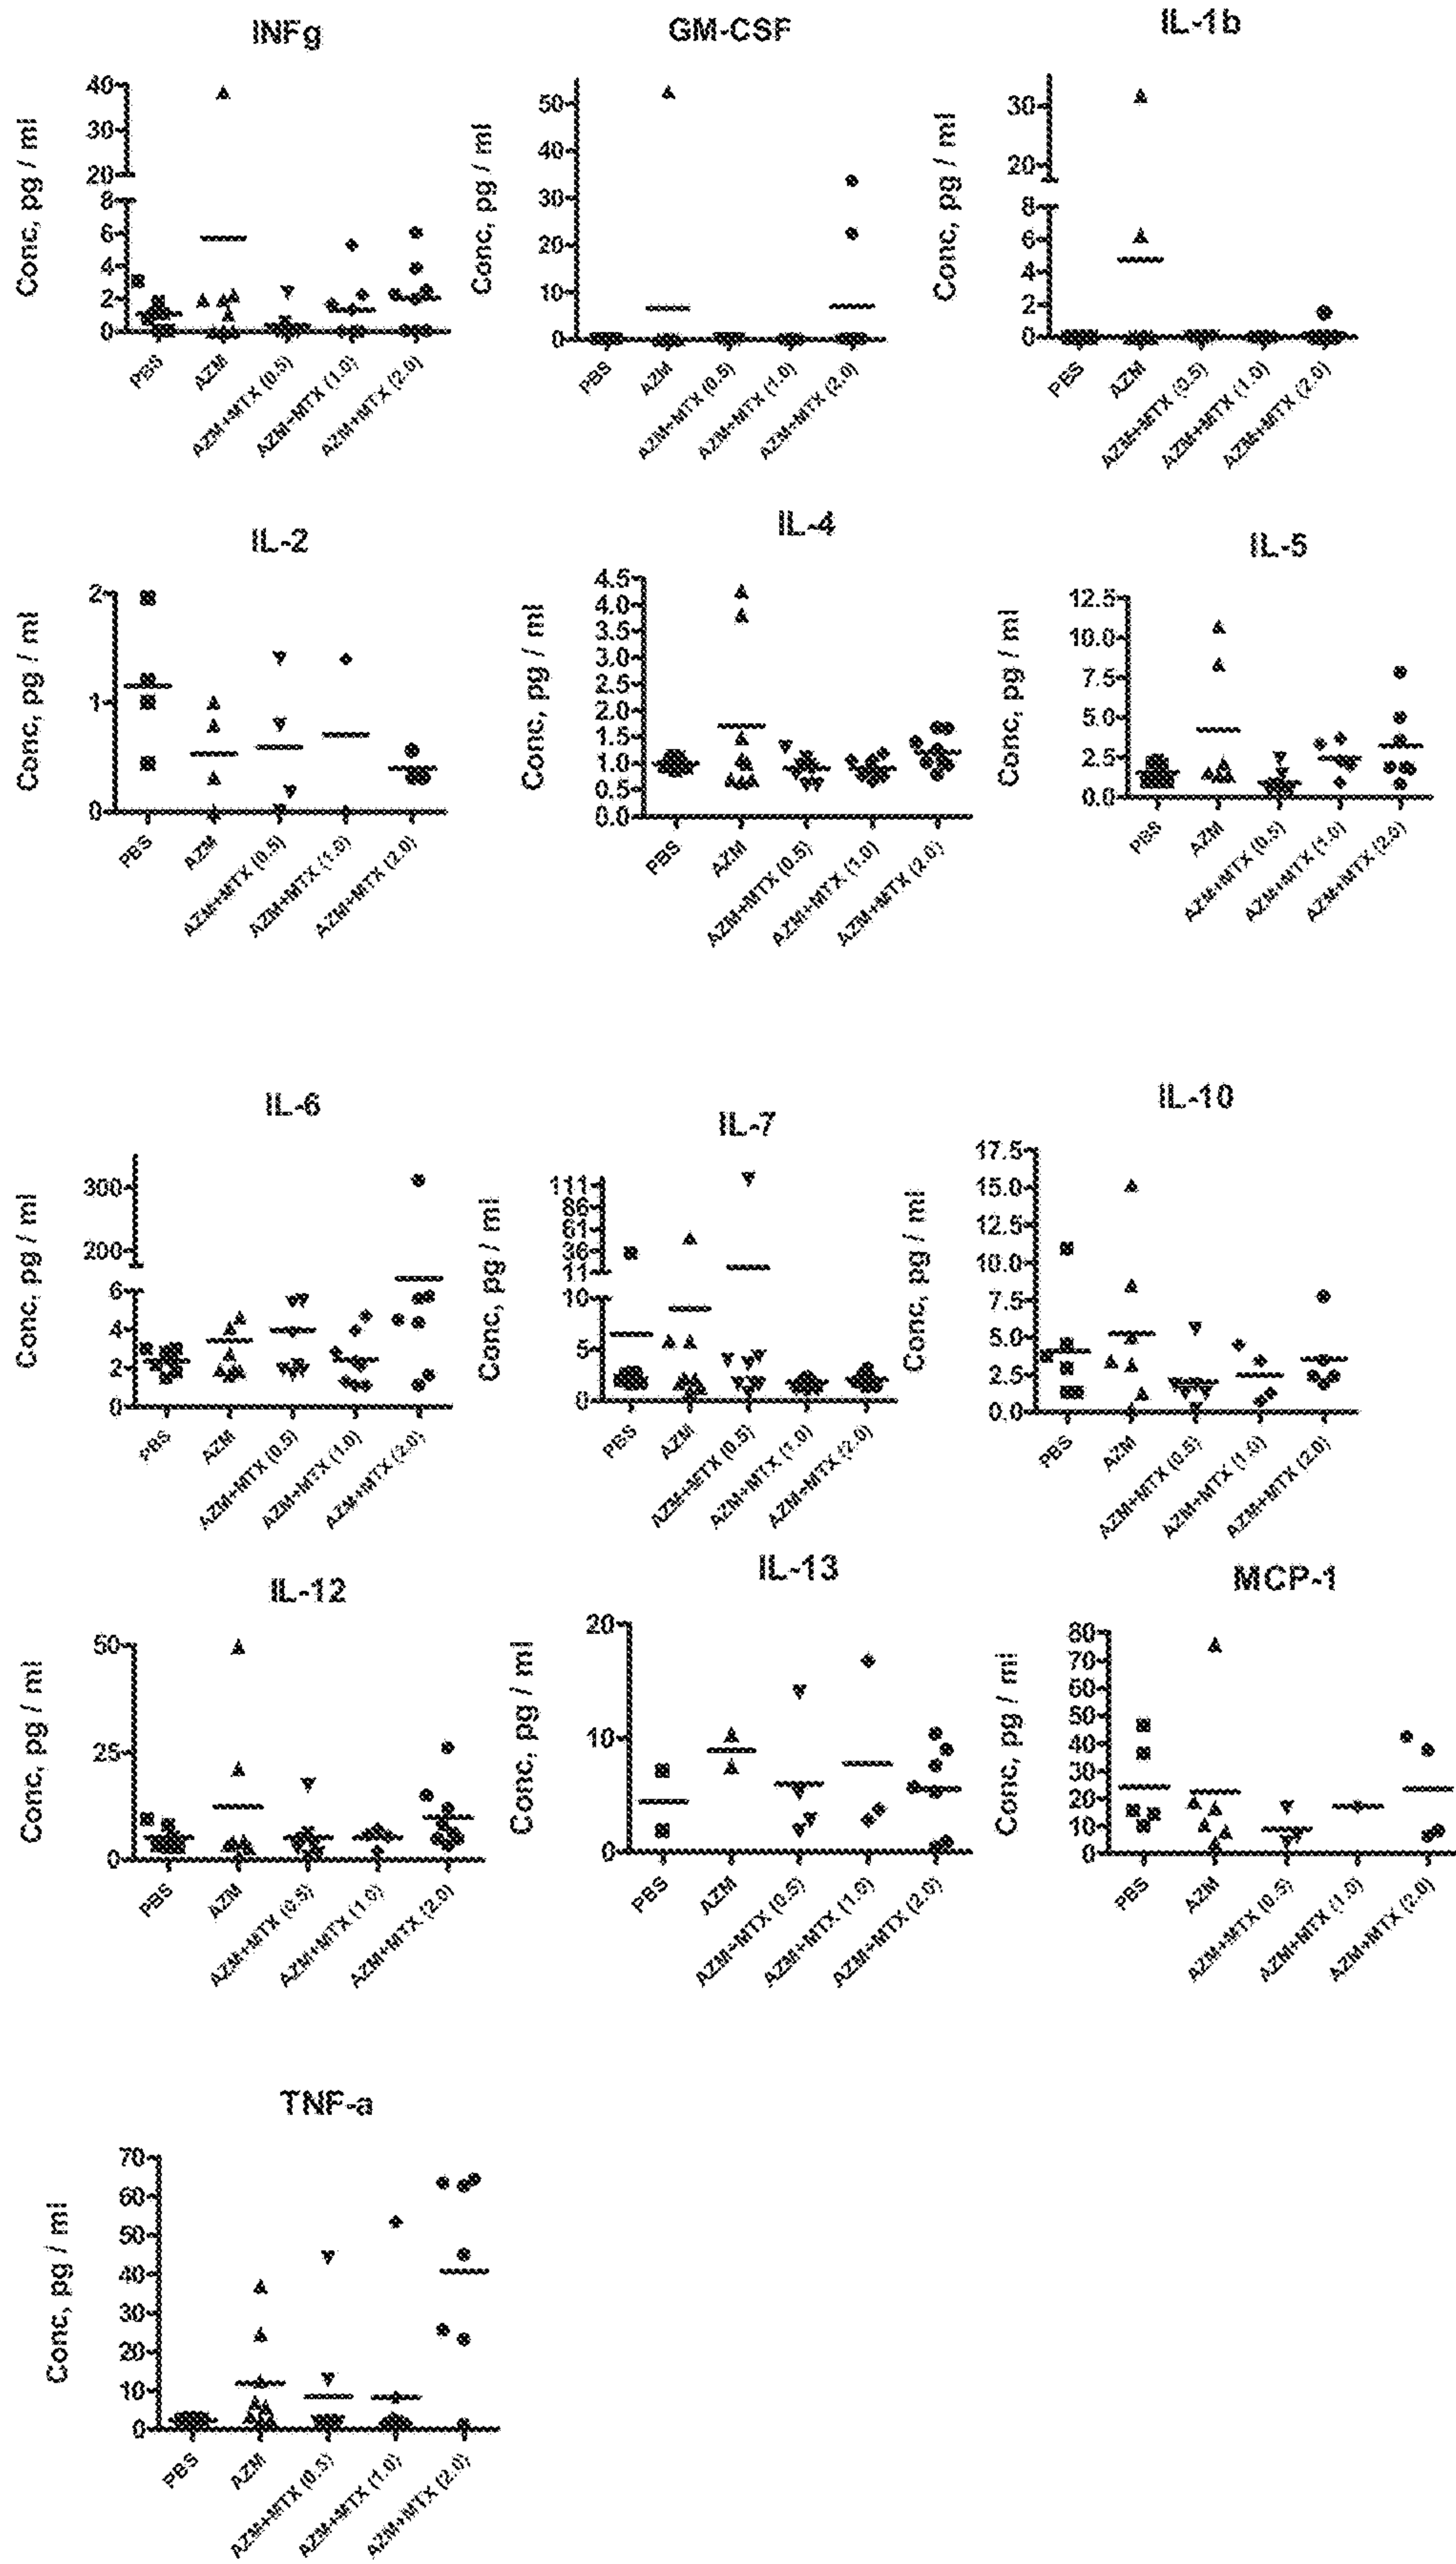 INFg
Conc, pg / ml
40
30
20
8
6
4
2
0
PBS
AZM
AZM+MTX (0.5)
AZM+MTX (1.0)
AZM+MTX (2.0)
GM-CSF
Conc, pg / ml
50
40
30
20
10
0
PBS
AZM
AZM+MTX (0.5)
AZM+MTX (1.0)
AZM+MTX (2.0)
IL-1b
Conc, pg / ml
30
20
8
6
4
2
0
PBS
AZM
AZM+MTX (0.5)
AZM+MTX (1.0)
AZM+MTX (2.0)
IL-2
Conc, pg / ml
2
1
0
PBS
AZM
AZM+MTX (0.5)
AZM+MTX (1.0)
AZM+MTX (2.0)
IL-4
Conc, pg / ml
4.5
4.0
3.5
3.0
2.5
2.0
1.5
1.0
0.5
0.0
PBS
AZM
AZM+MTX (0.5)
AZM+MTX (1.0)
AZM+MTX (2.0)
IL-5
Conc, pg / ml
12.5
10.0
7.5
5.0
2.5
0.0
PBS
AZM
AZM+MTX (0.5)
AZM+MTX (1.0)
AZM+MTX (2.0)
IL-6
Conc, pg / ml
300
200
6
4
2
0
PBS
AZM
AZM+MTX (0.5)
AZM+MTX (1.0)
AZM+MTX (2.0)
IL-7
Conc, pg / ml
111
86
61
36
11
10
5
0
PBS
AZM
AZM+MTX (0.5)
AZM+MTX (1.0)
AZM+MTX (2.0)
IL-10
Conc, pg / ml
17.5
15.0
12.5
10.0
7.5
5.0
2.5
0.0
PBS
AZM
AZM+MTX (0.5)
AZM+MTX (1.0)
AZM+MTX (2.0)
IL-12
Conc, pg / ml
50
25
0
PBS
AZM
AZM+MTX (0.5)
AZM+MTX (1.0)
AZM+MTX (2.0)
IL-13
Conc, pg / ml
20
10
0
PBS
AZM
AZM+MTX (0.5)
AZM+MTX (1.0)
AZM+MTX (2.0)
MCP-1
Conc, pg / ml
80
70
60
50
40
30
20
10
0
PBS
AZM
AZM+MTX (0.5)
AZM+MTX (1.0)
AZM+MTX (2.0)
TNF-a
Conc, pg / ml
70
60
50
40
30
20
10
0
PBS
AZM
AZM+MTX (0.5)
AZM+MTX (1.0)
AZM+MTX (2.0)